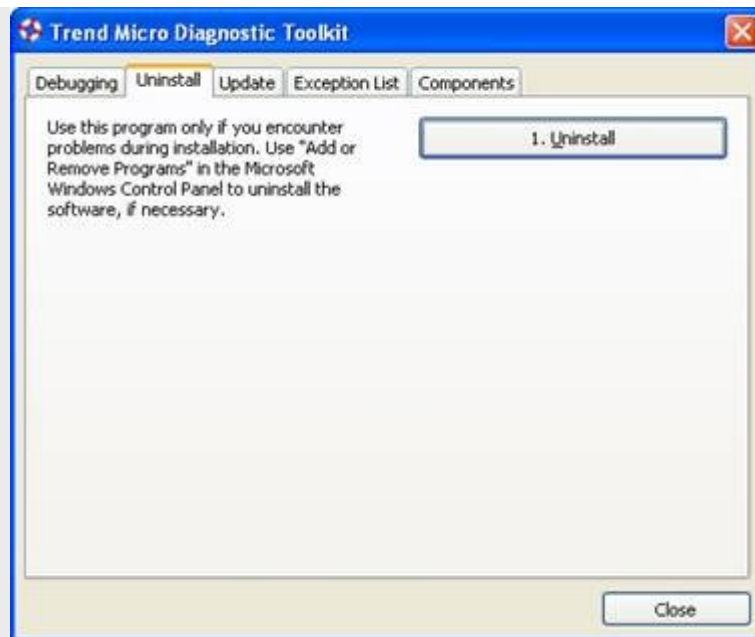 Trend Micro Diagnostic Toolkit
Debugging Uninstall Update Exception List Components
Use this program only if you encounter
problems during installation. Use "Add or
Remove Programs" in the Microsoft
Windows Control Panel to uninstall the
software, if necessary.
1. Uninstall
Close